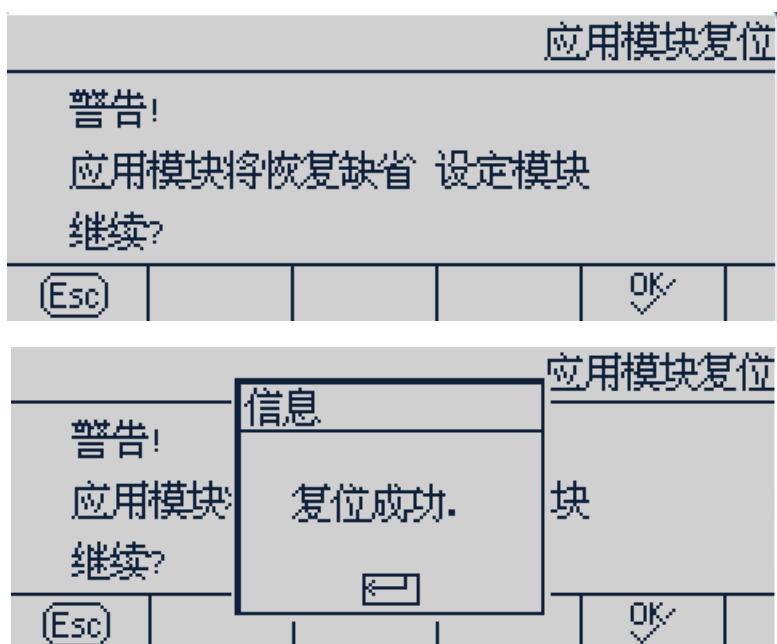 应用模块复位
警告!
应用模块将恢复缺省 设定模块
继续?
Esc OK
应用模块复位
信息
警告!
应用模块 复位成功. 块
继续?
Esc OK